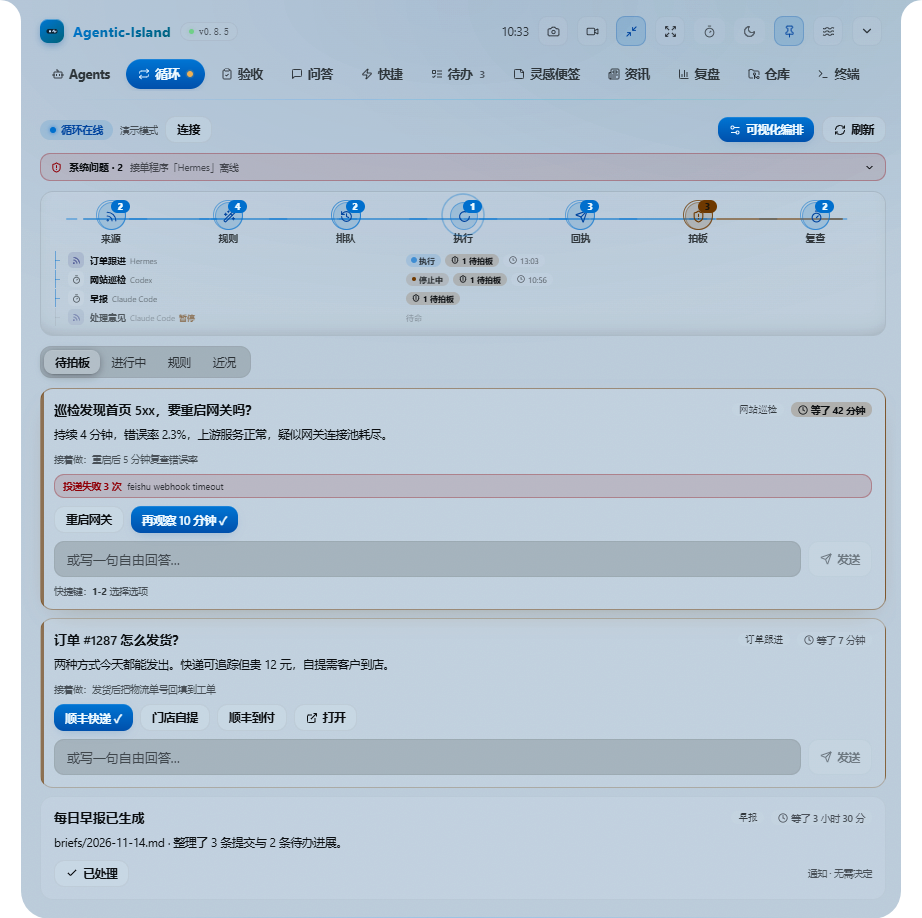 Agentic-Island v0.8.5 10:33
Agents 循环 验收 问答 快捷 待办 3 灵感便签 资讯 复盘 仓库 终端
循环在线 演示模式 连接 可视化编排 刷新
系统问题 · 2 接单程序「Hermes」离线
2 4 2 1 3 3 2
来源 规则 排队 执行 回执 拍板 复查
订单跟进 Hermes 执行 1 待拍板 13:03
网站巡检 Codex 停止中 1 待拍板 10:56
早报 Claude Code 1 待拍板
处理意见 Claude Code 暂停 待命
待拍板 进行中 规则 近况
巡检发现首页 5xx，要重启网关吗? 网站巡检 等了 42 分钟
持续 4 分钟，错误率 2.3%，上游服务正常，疑似网关连接池耗尽。
接着做：重启后 5 分钟复查错误率
投递失败 3 次 feishu webhook timeout
重启网关 再观察 10 分钟 ✓
或写一句自由回答... 发送
快捷键：1-2 选择选项
订单 #1287 怎么发货? 订单跟进 等了 7 分钟
两种方式今天都能发出。快递可追踪但贵 12 元，自提需客户到店。
接着做：发货后把物流单号回填到工单
顺丰快递 ✓ 门店自提 顺丰到付 打开
或写一句自由回答... 发送
每日早报已生成 早报 等了 3 小时 30 分
briefs/2026-11-14.md · 整理了 3 条提交与 2 条待办进展。
已处理 通知 · 无需决定